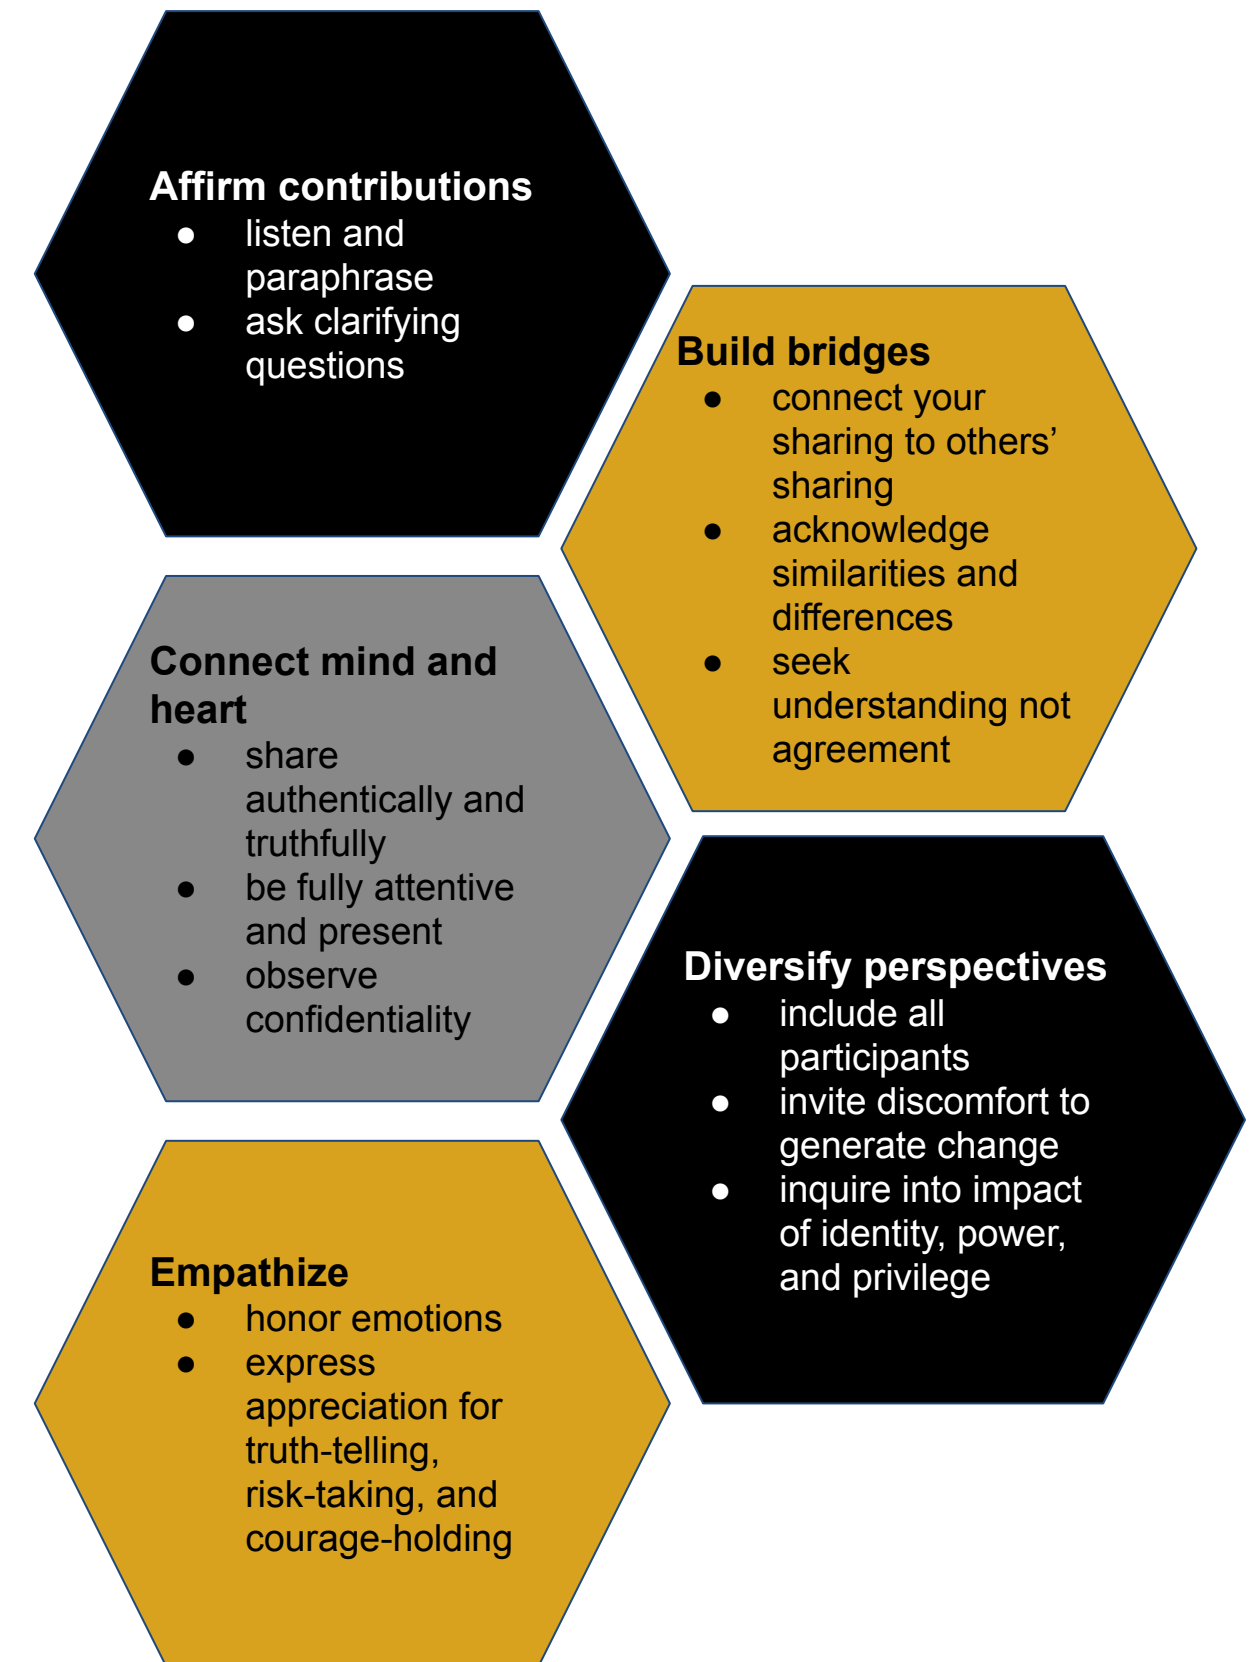 Affirm contributions
● listen and
paraphrase
● ask clarifying
questions
Build bridges
● connect your
sharing to others’
sharing
● acknowledge
similarities and
differences
● seek
understanding not
agreement
Connect mind and
heart
● share
authentically and
truthfully
● be fully attentive
and present
● observe
confidentiality
Diversify perspectives
● include all
participants
● invite discomfort to
generate change
● inquire into impact
of identity, power,
and privilege
Empathize
● honor emotions
● express
appreciation for
truth-telling,
risk-taking, and
courage-holding